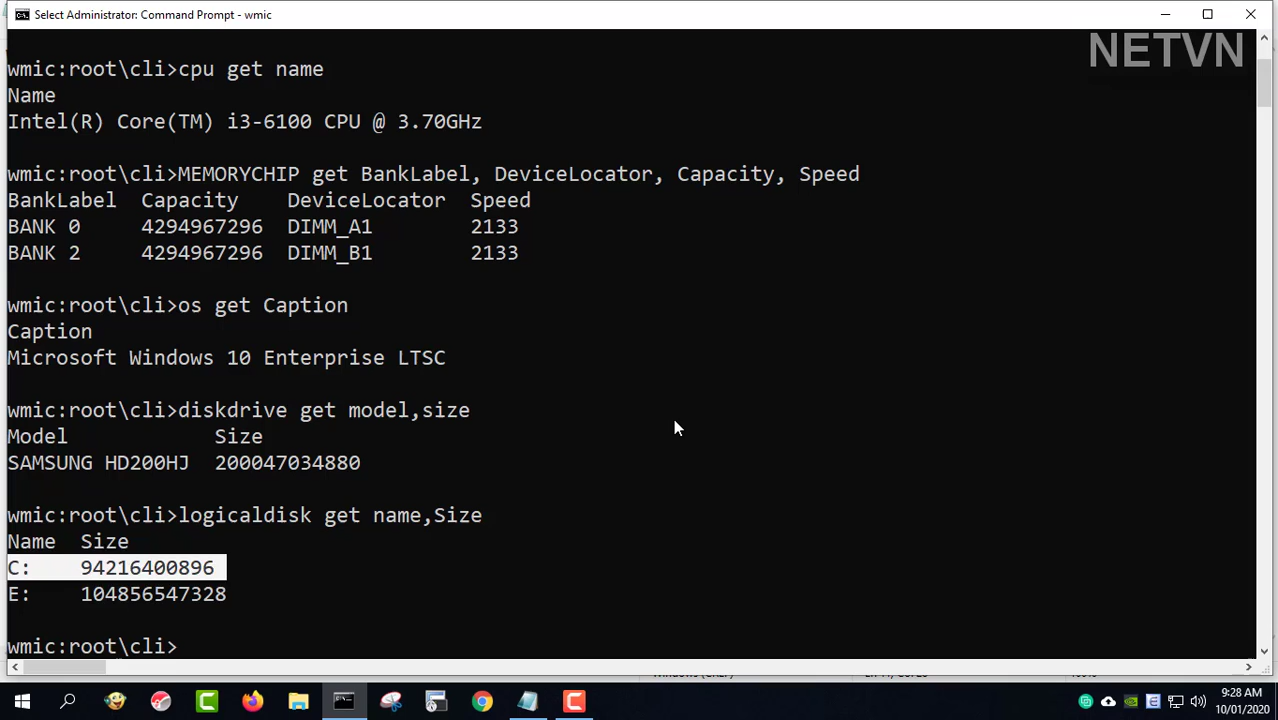 Select Administrator: Command Prompt - wmic
NETVN
wmic:root\cli>cpu get name
Name
Intel(R) Core(TM) i3-6100 CPU @ 3.70GHz
wmic:root\cli>MEMORYCHIP get BankLabel, DeviceLocator, Capacity, Speed
BankLabel  Capacity    DeviceLocator  Speed
BANK 0     4294967296  DIMM_A1        2133
BANK 2     4294967296  DIMM_B1        2133
wmic:root\cli>os get Caption
Caption
Microsoft Windows 10 Enterprise LTSC
wmic:root\cli>diskdrive get model,size
Model            Size
SAMSUNG HD200HJ  200047034880
wmic:root\cli>logicaldisk get name,Size
Name  Size
C:    94216400896
E:    104856547328
wmic:root\cli>
9:28 AM
10/01/2020